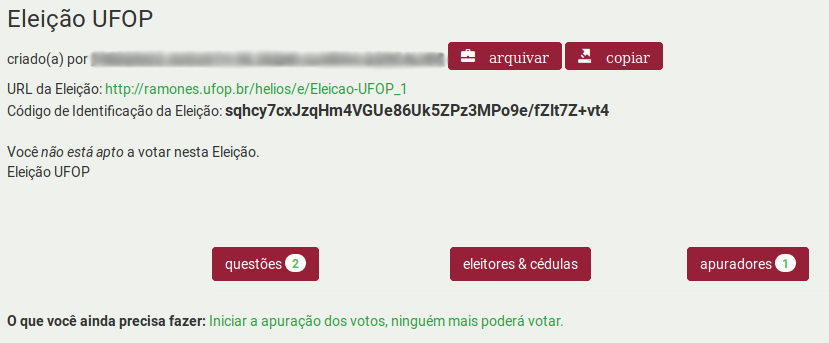 Eleição UFOP
criado(a) por arquivar copiar
URL da Eleição: http://ramones.ufop.br/helios/e/Eleicao-UFOP_1
Código de Identificação da Eleição: sqhcy7cxJzqHm4VGUe86Uk5ZPz3MPo9e/fZlt7Z+vt4
Você não está apto a votar nesta Eleição.
Eleição UFOP
questões 2 eleitores & cédulas apuradores 1
O que você ainda precisa fazer: Iniciar a apuração dos votos, ninguém mais poderá votar.